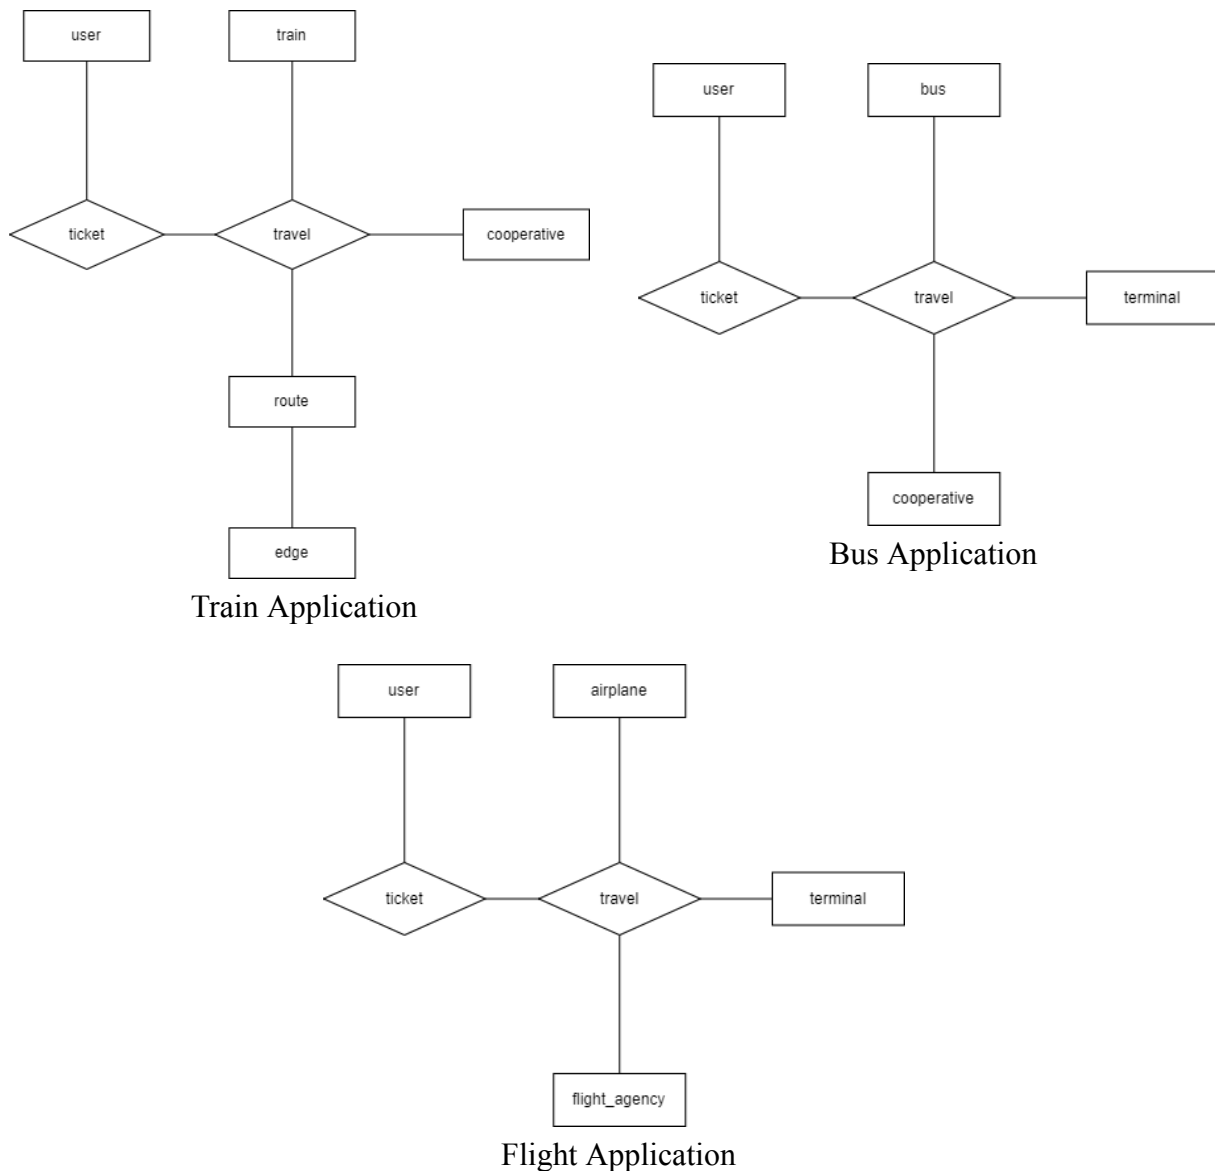 user
train
ticket
travel
cooperative
route
edge
Train Application
user
bus
ticket
travel
terminal
cooperative
Bus Application
user
airplane
ticket
travel
terminal
flight_agency
Flight Application